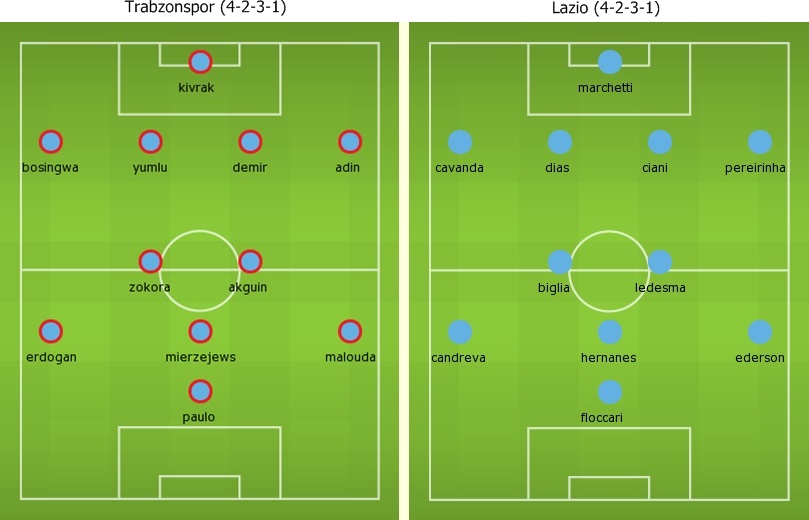 Trabzonspor (4-2-3-1)
kivrak
bosingwa yumlu demir adin
zokora akguin
erdogan mierzejews malouda
paulo
Lazio (4-2-3-1)
marchetti
cavanda dias ciani pereirinha
biglia ledesma
candreva hernanes ederson
floccari